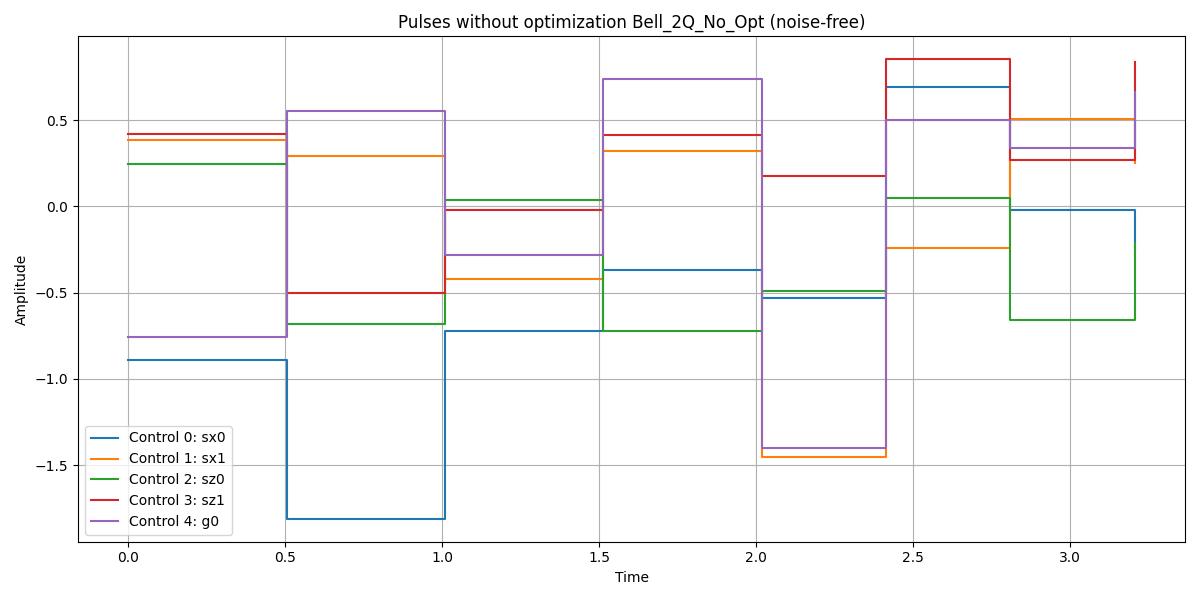 Pulses without optimization Bell_2Q_No_Opt (noise-free)
Amplitude
0.5
0.0
−0.5
−1.0
−1.5
Control 0: sx0
Control 1: sx1
Control 2: sz0
Control 3: sz1
Control 4: g0
0.0 0.5 1.0 1.5 2.0 2.5 3.0
Time